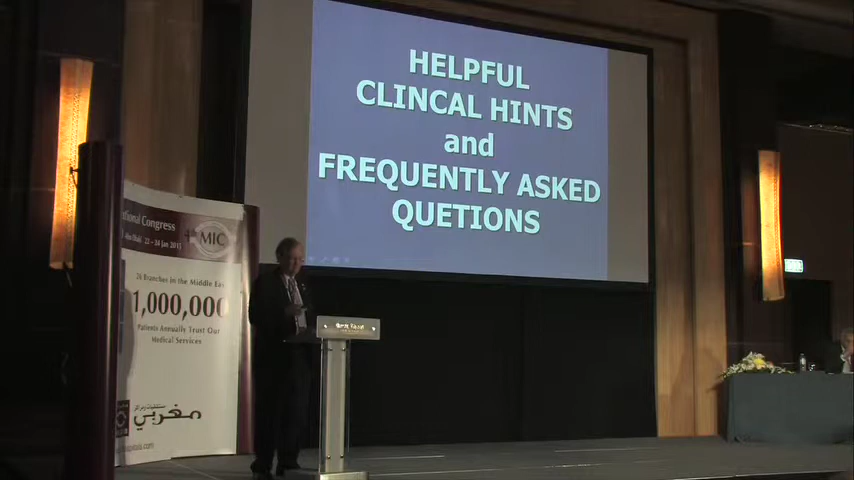 HELPFUL
CLINCAL HINTS
and
FREQUENTLY ASKED
QUETIONS
tional Congress
MIC
26 Branches in the Middle East
1,000,000
Patients Annually Trust Our
Medical Services
مغربي